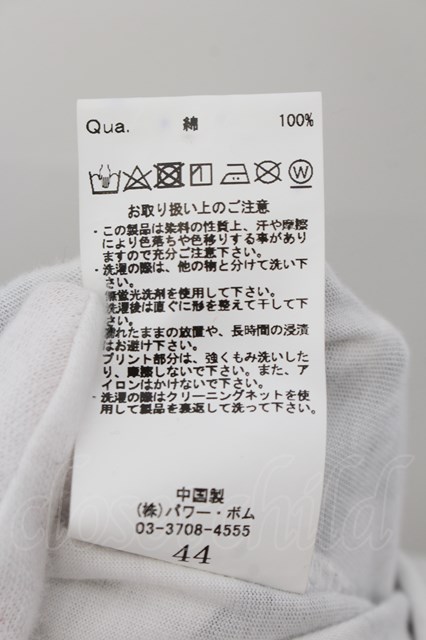 Qua. 綿 100%
W
お取り扱い上のご注意
・この製品は染料の性質上、汗や摩擦
により色落ちや色移りする事があり
ますので充分ご注意下さい。
・洗濯の際は、他の物と分けて洗い下
さい。
無蛍光洗剤を使用して下さい。
洗濯後は直ぐに形を整えて干して下
さい。
濡れたままの放置や、長時間の浸漬
はお避け下さい。
プリント部分は、強くもみ洗いした
り、摩擦しないで下さい。また、ア
イロンはかけないで下さい。
・洗濯の際はクリーニングネットを使
用して製品を裏返して洗って下さい。
中国製
(株)パワー・ボム
03-3708-4555
44
closet child